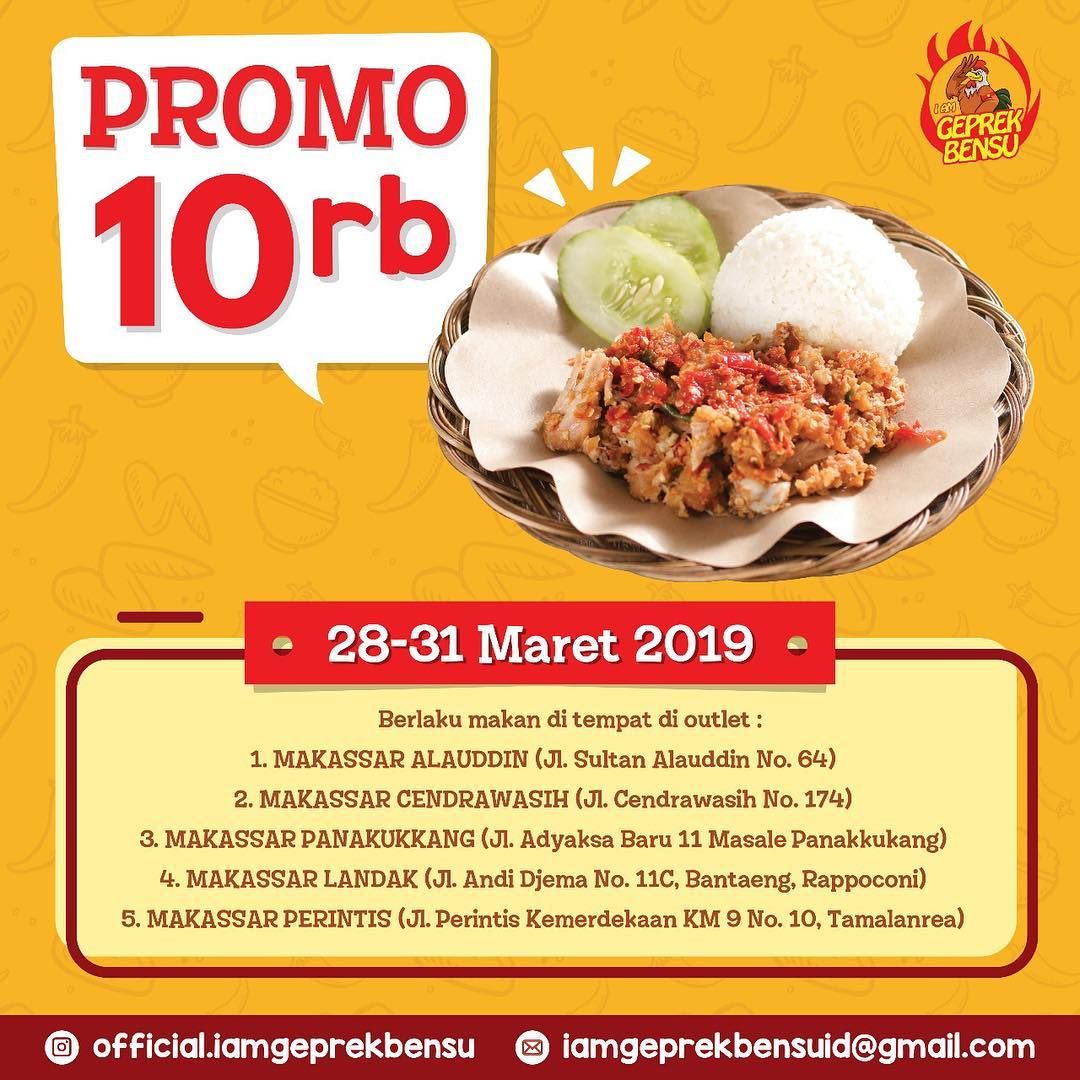 PROMO
10rb
I AM
GEPREK
BENSU
28-31 Maret 2019
Berlaku makan di tempat di outlet :
1. MAKASSAR ALAUDDIN (Jl. Sultan Alauddin No. 64)
2. MAKASSAR CENDRAWASIH (Jl. Cendrawasih No. 174)
3. MAKASSAR PANAKUKKANG (Jl. Adyaksa Baru 11 Masale Panakkukang)
4. MAKASSAR LANDAK (Jl. Andi Djema No. 11C, Bantaeng, Rappoconi)
5. MAKASSAR PERINTIS (Jl. Perintis Kemerdekaan KM 9 No. 10, Tamalanrea)
official.iamgeprekbensu iamgeprekbensuid@gmail.com